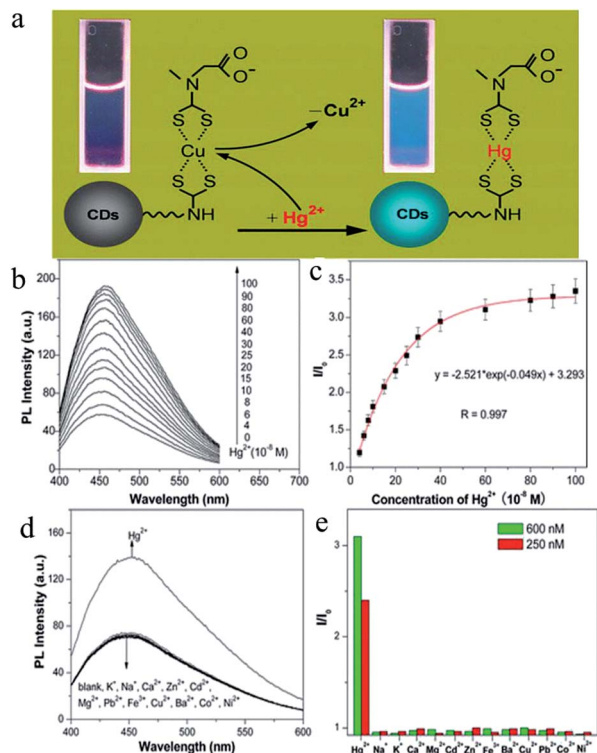 a
O
O⁻
N
S S
Cu
S S
CDs
NH
−Cu²⁺
+ Hg²⁺
O
O⁻
N
S S
Hg
S S
CDs
NH
b
PL Intensity (a.u.)
200
160
120
80
40
0
400 450 500 550 600 650 700
Wavelength (nm)
100
90
80
60
40
30
25
20
15
10
8
6
4
0
Hg²⁺(10⁻⁸ M)
c
I/I₀
3.5
3.0
2.5
2.0
1.5
1.0
0 20 40 60 80 100
Concentration of Hg²⁺ (10⁻⁸ M)
y = -2.521*exp(-0.049x) + 3.293
R = 0.997
d
PL Intensity (a.u.)
160
120
80
40
0
400 450 500 550 600
Wavelength (nm)
Hg²⁺
blank, K⁺, Na⁺, Ca²⁺, Zn²⁺, Cd²⁺,
Mg²⁺, Pb²⁺, Fe³⁺, Cu²⁺, Ba²⁺, Co²⁺, Ni²⁺
e
I/I₀
3
2
1
600 nM
250 nM
Hg²⁺ Na⁺ K⁺ Ca²⁺ Mg²⁺ Cd²⁺ Zn²⁺ Fe³⁺ Ba²⁺ Cu²⁺ Pb²⁺ Co²⁺ Ni²⁺